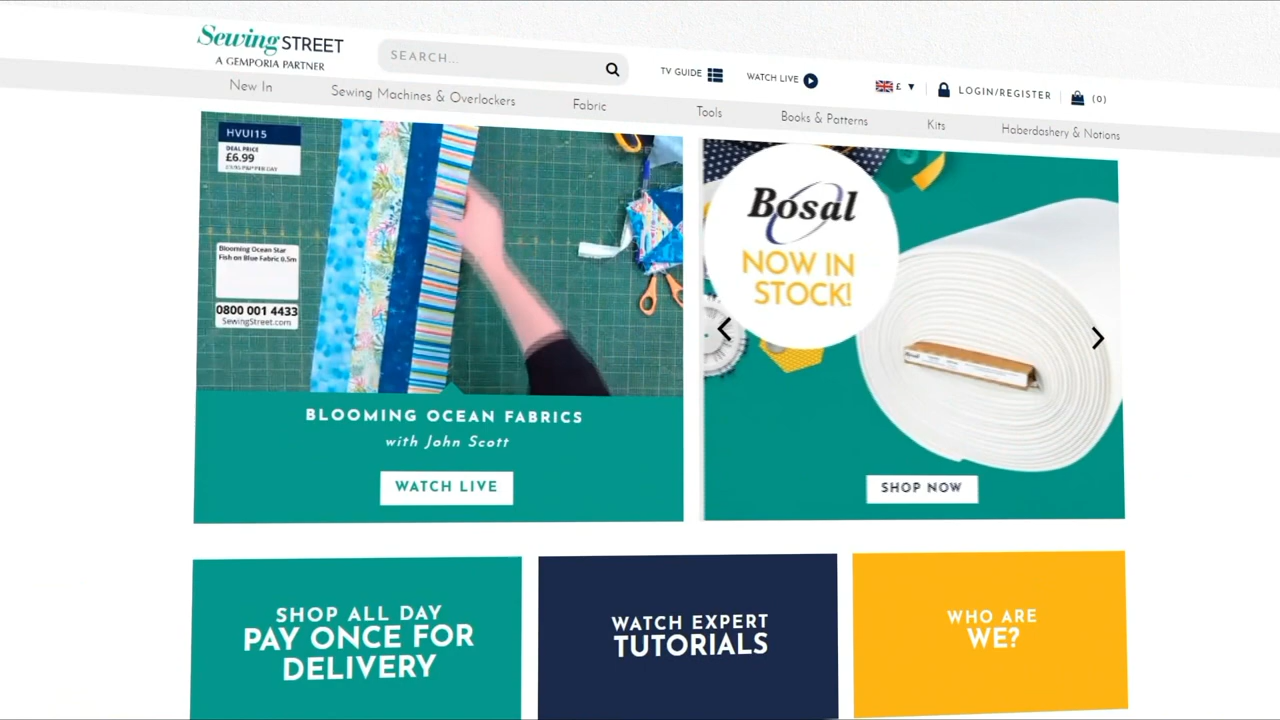 Sewing STREET
A GEMPORIA PARTNER
SEARCH...
TV GUIDE
WATCH LIVE
£
LOGIN/REGISTER
(0)
New In
Sewing Machines & Overlockers
Fabric
Tools
Books & Patterns
Kits
Haberdashery & Notions
HVUI15
DEAL PRICE
£6.99
Blooming Ocean Star
Fish on Blue Fabric 0.5m
0800 001 4433
SewingStreet.com
BLOOMING OCEAN FABRICS
with John Scott
WATCH LIVE
Bosal
NOW IN
STOCK!
SHOP NOW
SHOP ALL DAY
PAY ONCE FOR
DELIVERY
WATCH EXPERT
TUTORIALS
WHO ARE
WE?